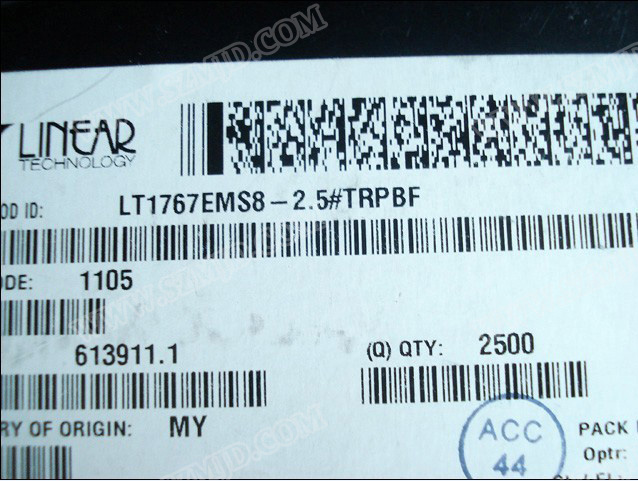 LINEAR
TECHNOLOGY
OD ID: LT1767EMS8-2.5#TRPBF
DE: 1105
613911.1
(Q) QTY: 2500
RY OF ORIGIN: MY
ACC
44
PACK
Optr:
WWW.SZMJD.COM